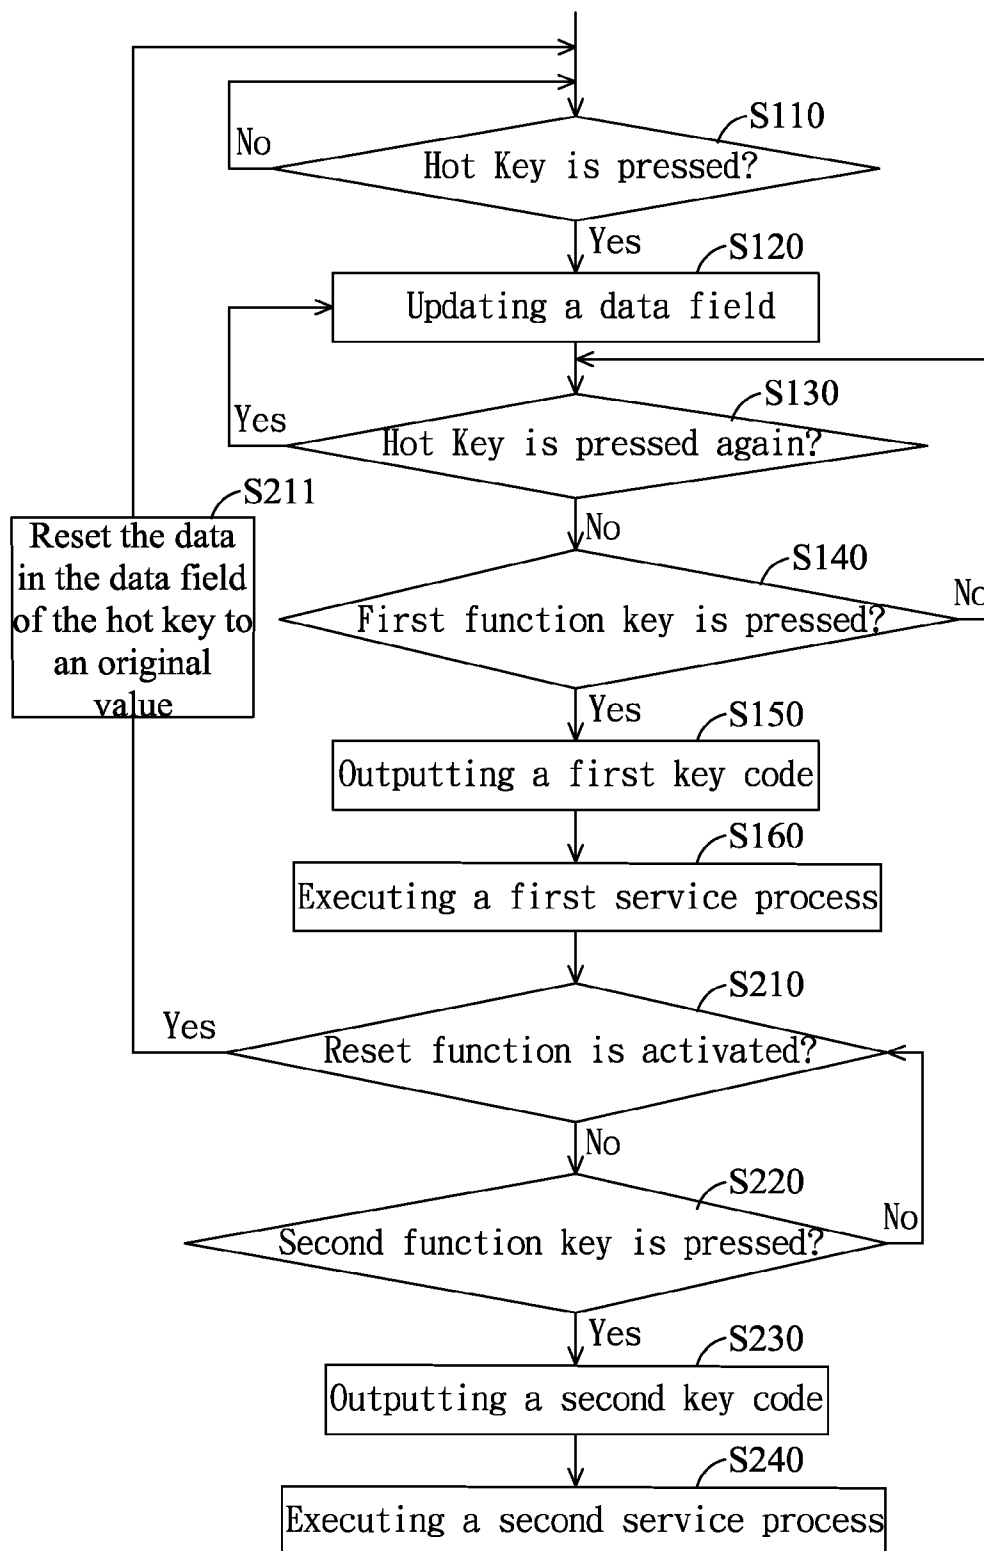 S110
No
Hot Key is pressed?
Yes
S120
Updating a data field
S130
Yes
Hot Key is pressed again?
S211
No
Reset the data
in the data field
of the hot key to
an original
value
S140
No
First function key is pressed?
Yes
S150
Outputting a first key code
S160
Executing a first service process
S210
Yes
Reset function is activated?
No
S220
No
Second function key is pressed?
Yes
S230
Outputting a second key code
S240
Executing a second service process